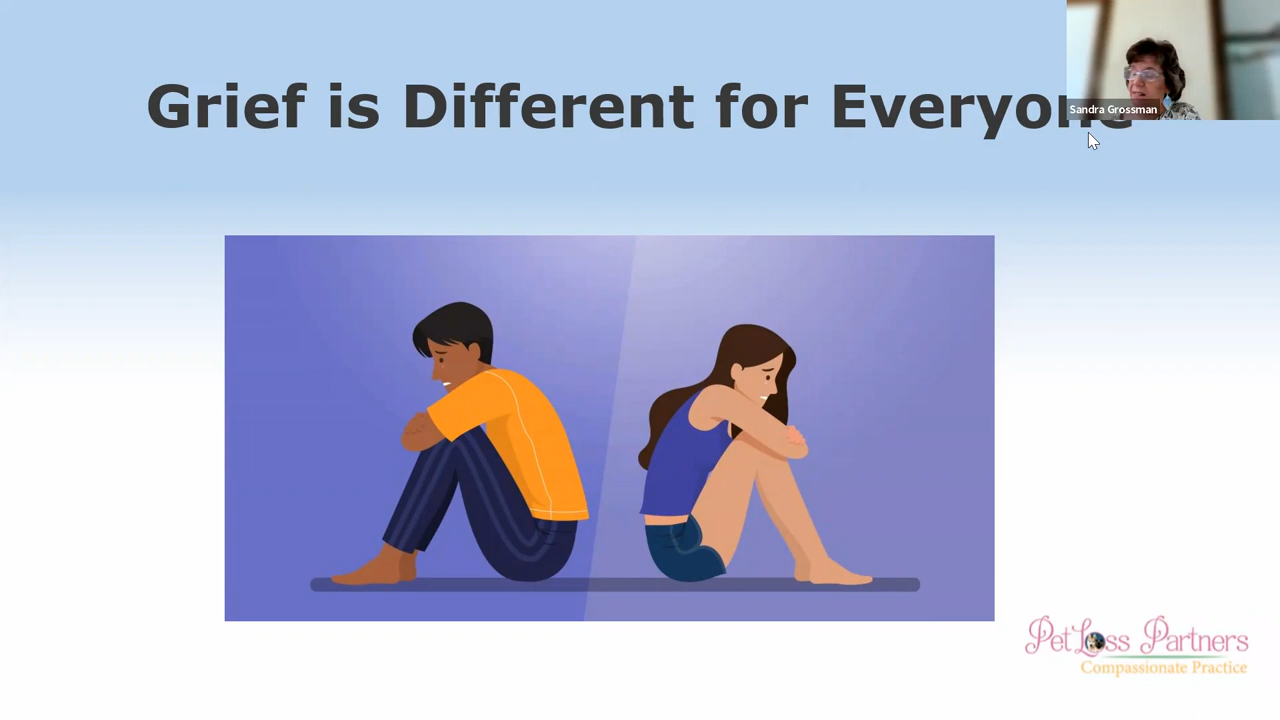 Grief is Different for Everyone
Sandra Grossman
Pet Loss Partners
Compassionate Practice